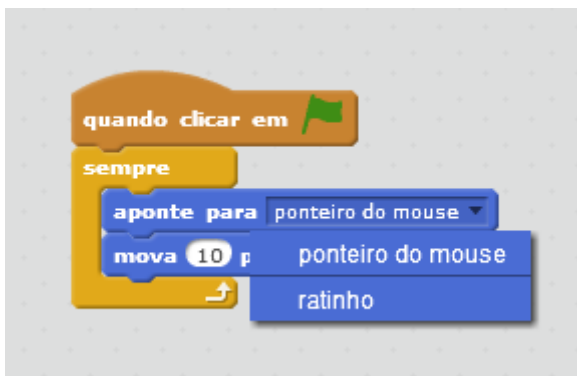 quando clicar em
sempre
aponte para ponteiro do mouse
mova 10 p
ponteiro do mouse
ratinho